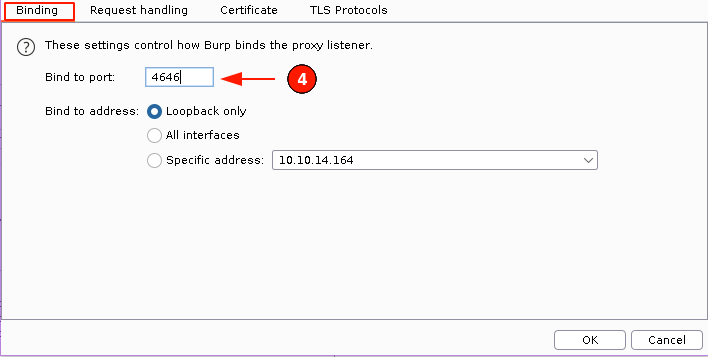 Binding Request handling Certificate TLS Protocols
? These settings control how Burp binds the proxy listener.
Bind to port: 4646 4
Bind to address: Loopback only
All interfaces
Specific address: 10.10.14.164
OK Cancel